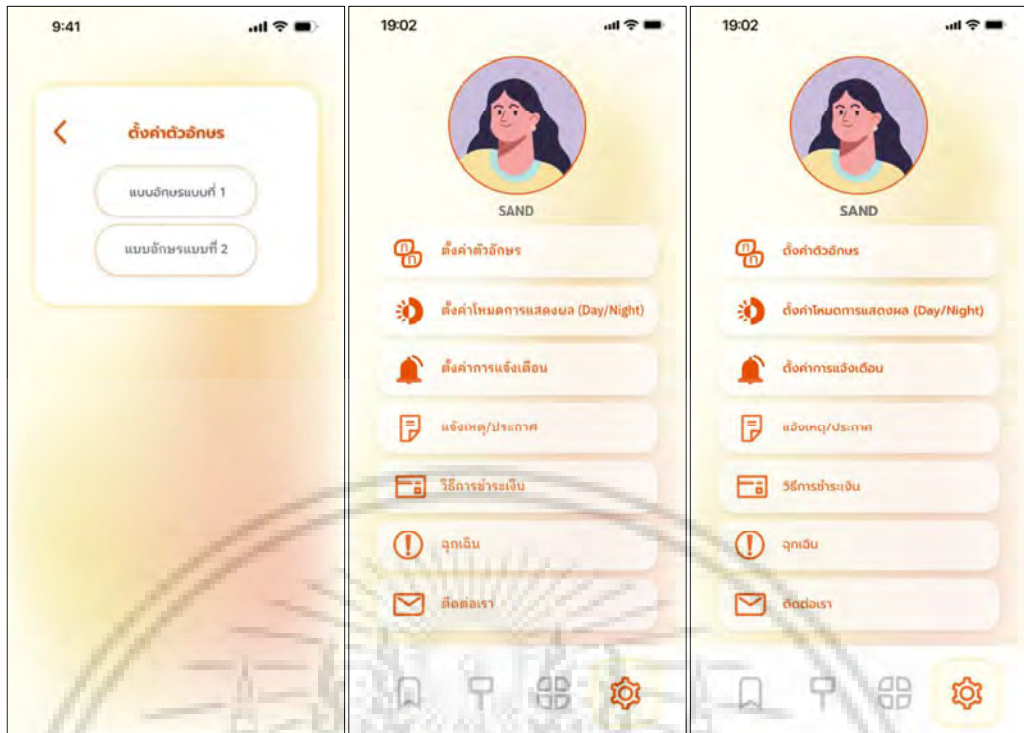 9:41
ตั้งค่าตัวอักษร
แบบอักษรแบบที่ 1
แบบอักษรแบบที่ 2
19:02
SAND
ตั้งค่าตัวอักษร
ตั้งค่าโหมดการแสดงผล (Day/Night)
ตั้งค่าการแจ้งเตือน
แจ้งเหตุ/ประกาศ
วิธีการชำระเงิน
ฉุกเฉิน
ติดต่อเรา
19:02
SAND
ตั้งค่าตัวอักษร
ตั้งค่าโหมดการแสดงผล (Day/Night)
ตั้งค่าการแจ้งเตือน
แจ้งเหตุ/ประกาศ
วิธีการชำระเงิน
ฉุกเฉิน
ติดต่อเรา